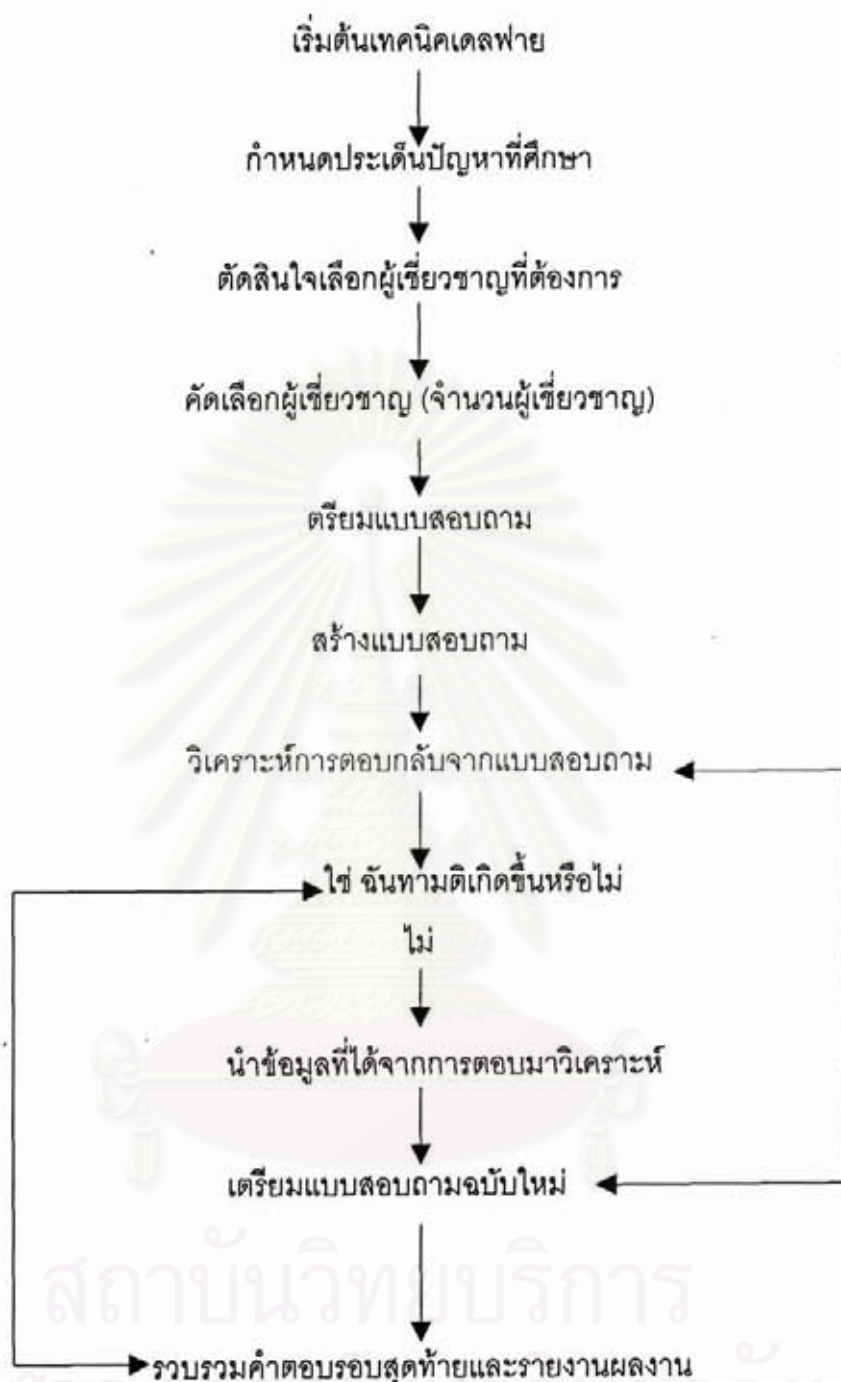 เริ่มต้นเทคนิคเดลฟาย
กำหนดประเด็นปัญหาที่ศึกษา
ตัดสินใจเลือกผู้เชี่ยวชาญที่ต้องการ
คัดเลือกผู้เชี่ยวชาญ (จำนวนผู้เชี่ยวชาญ)
ตรียมแบบสอบถาม
สร้างแบบสอบถาม
วิเคราะห์การตอบกลับจากแบบสอบถาม
ใช่ ฉันทามติเกิดขึ้นหรือไม่
ไม่
นำข้อมูลที่ได้จากการตอบมาวิเคราะห์
เตรียมแบบสอบถามฉบับใหม่
สถาบันวิทยบริการ
รวบรวมคำตอบรอบสุดท้ายและรายงานผลงาน